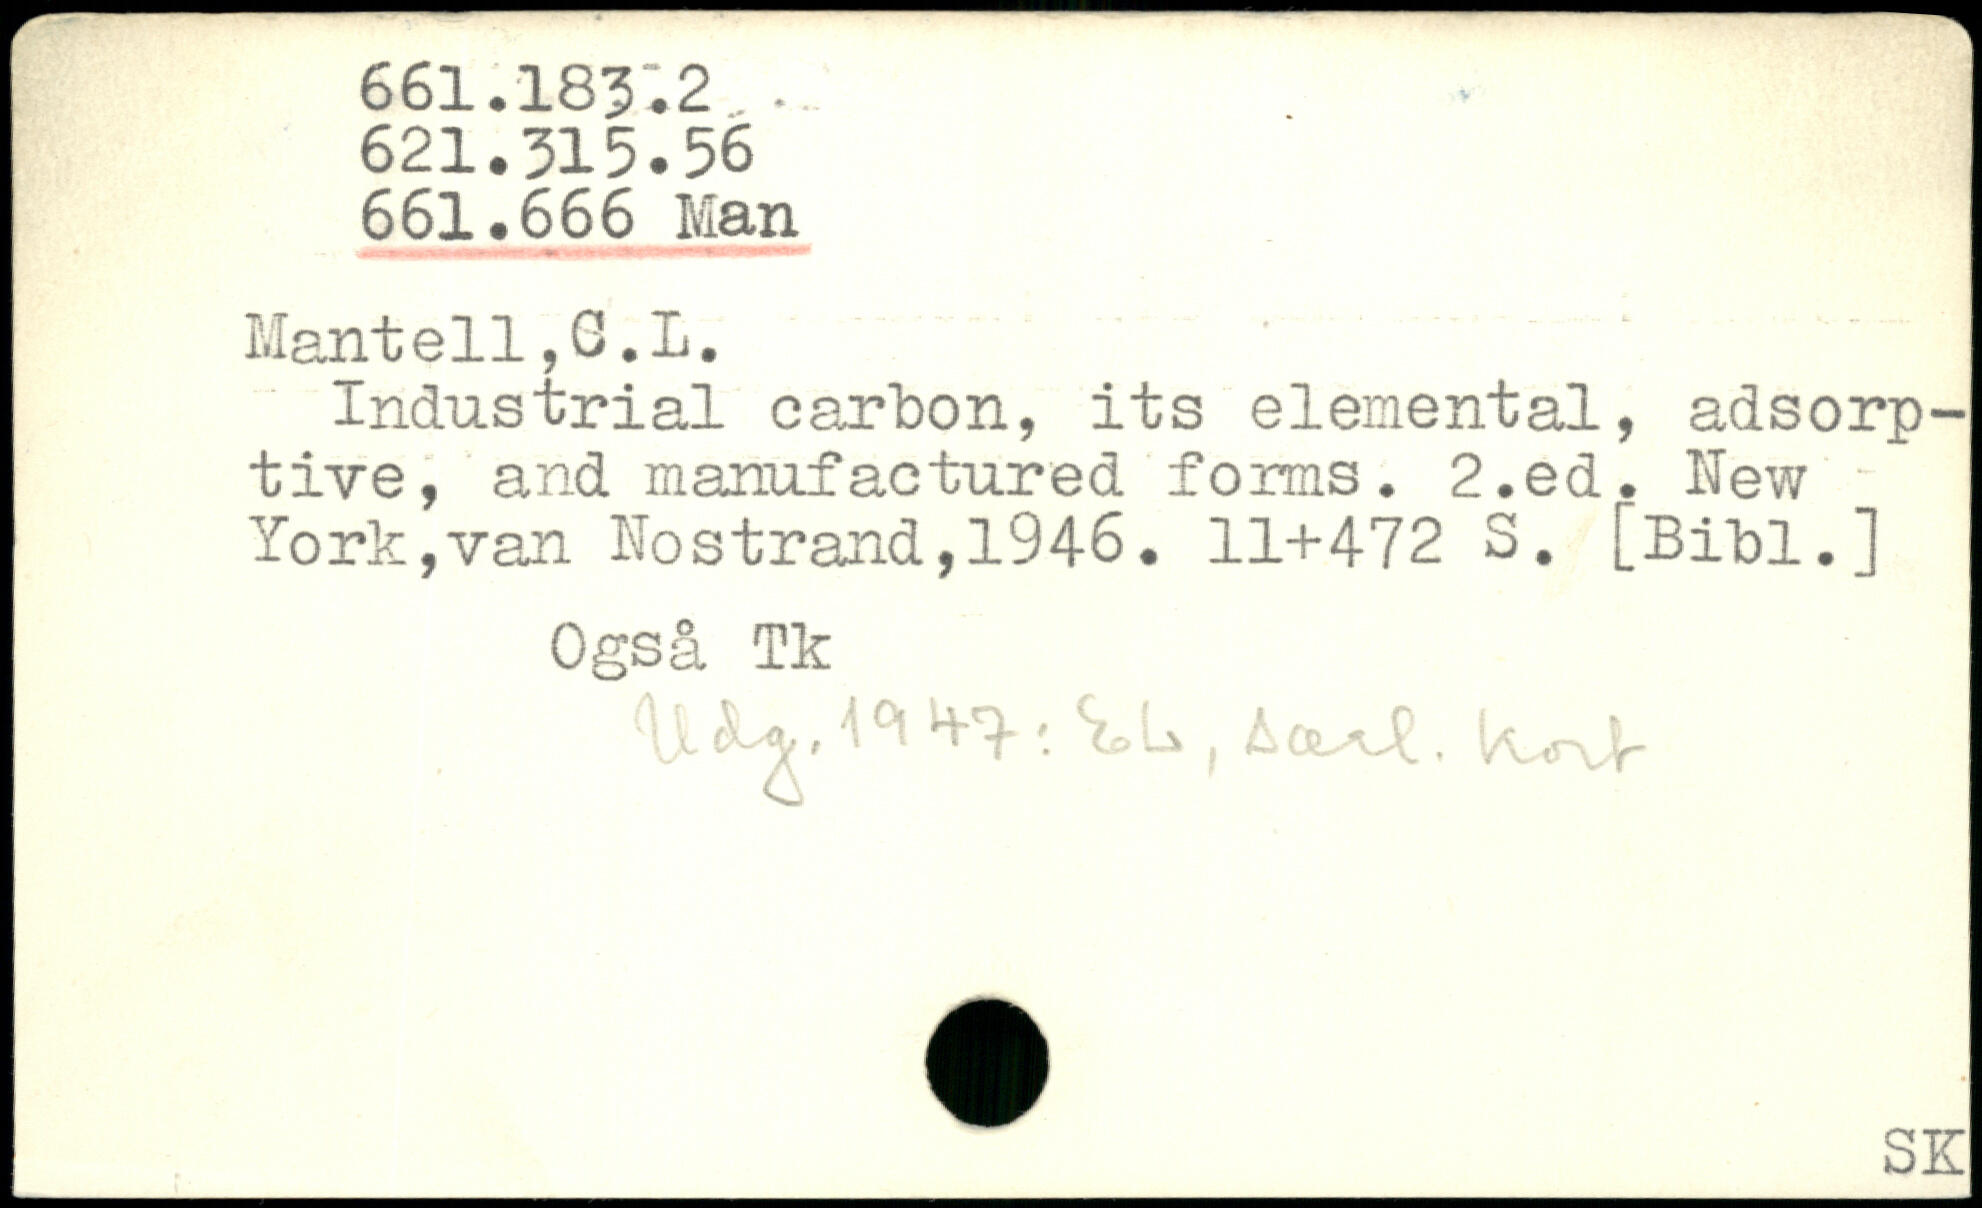 661.183.2
621.315.56
661.666 Man
Mantell,C.L.
Industrial carbon, its elemental, adsorp-
tive, and manufactured forms. 2.ed. New
York,van Nostrand,1946. 11+472 S. [Bibl.]
Også Tk
Udg. 1947: Eb, særl. kort
SK